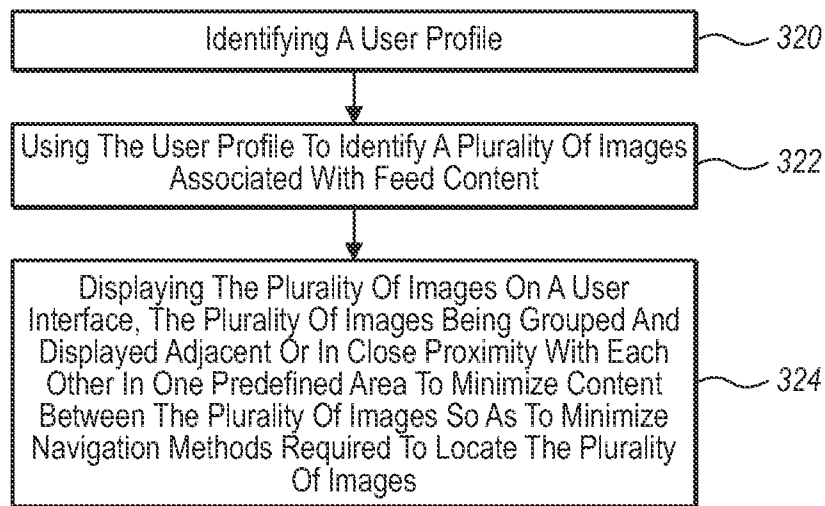 Identifying A User Profile
320
Using The User Profile To Identify A Plurality Of Images
Associated With Feed Content
322
Displaying The Plurality Of Images On A User
Interface, The Plurality Of Images Being Grouped And
Displayed Adjacent Or In Close Proximity With Each
Other In One Predefined Area To Minimize Content
Between The Plurality Of Images So As To Minimize
Navigation Methods Required To Locate The Plurality
Of Images
324